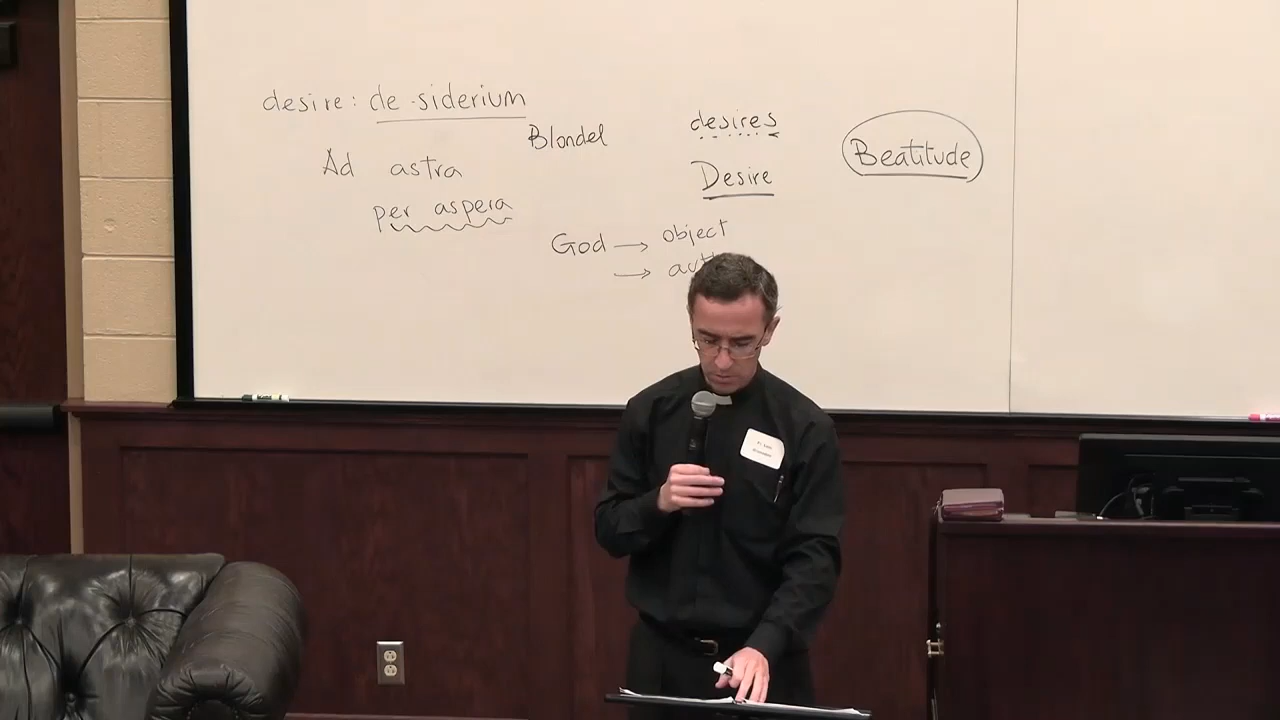 desire: de-siderium
Blondel
Ad astra
per aspera
desires
Desire
Beatitude
God → object
→